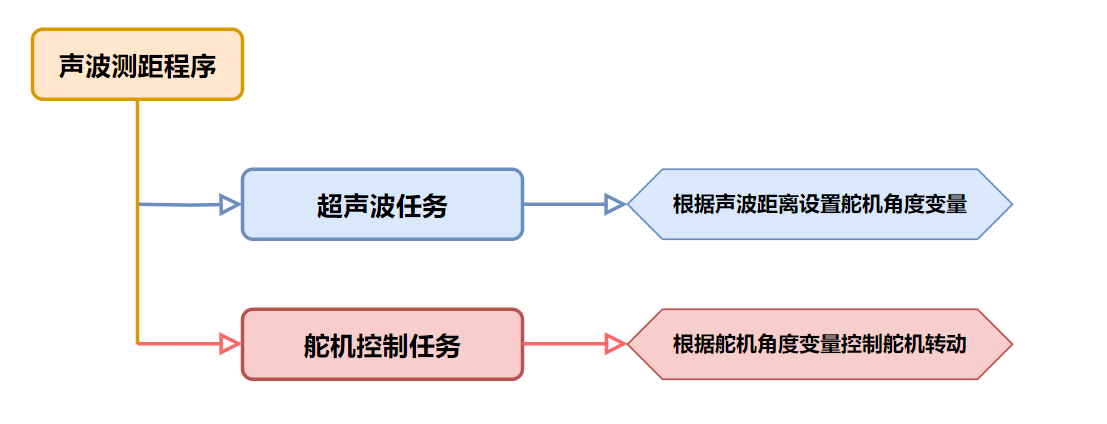 声波测距程序
超声波任务
根据声波距离设置舵机角度变量
舵机控制任务
根据舵机角度变量控制舵机转动